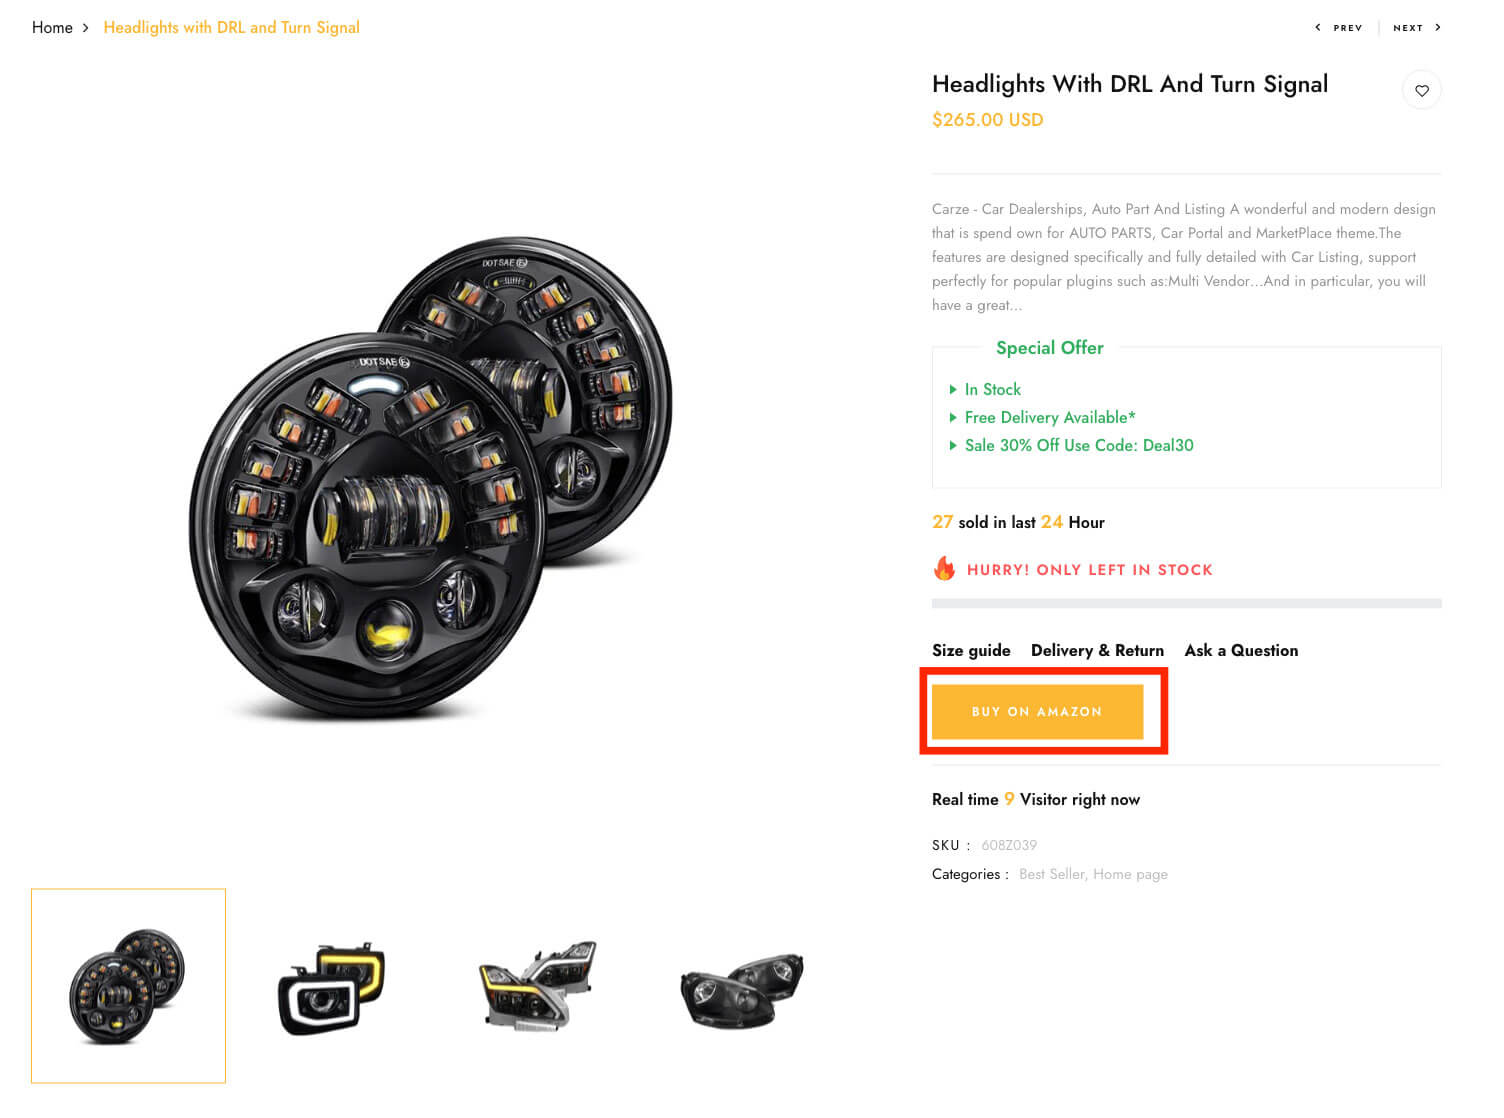 Home > Headlights with DRL and Turn Signal
< PREV | NEXT >
Headlights With DRL And Turn Signal
$265.00 USD
Carze - Car Dealerships, Auto Part And Listing A wonderful and modern design
that is spend own for AUTO PARTS, Car Portal and MarketPlace theme.The
features are designed specifically and fully detailed with Car Listing, support
perfectly for popular plugins such as:Multi Vendor...And in particular, you will
have a great...
Special Offer
In Stock
Free Delivery Available*
Sale 30% Off Use Code: Deal30
27 sold in last 24 Hour
HURRY! ONLY LEFT IN STOCK
Size guide Delivery & Return Ask a Question
BUY ON AMAZON
Real time 9 Visitor right now
SKU : 608Z039
Categories : Best Seller, Home page
DOT SAE
DOT SAE